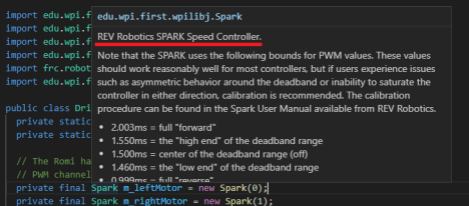 import edu.wpi.f
edu.wpi.first.wpilibj.Spark
import edu.wpi.f
REV Robotics SPARK Speed Controller.
import edu.wpi.f
import edu.wpi.f
Note that the SPARK uses the following bounds for PWM values. These values
import frc.robot
should work reasonably well for most controllers, but if users experience issues
import edu.wpi.f
such as asymmetric behavior around the deadband or inability to saturate the
controller in either direction, calibration is recommended. The calibration
public class Dri
procedure can be found in the Spark User Manual available from REV Robotics.
private static
• 2.003ms = full "forward"
private static
• 1.550ms = the "high end" of the deadband range
// The Romi ha
• 1.500ms = center of the deadband range (off)
// PWM channel
• 1.460ms = the "low end" of the deadband range
• 0.999ms = full "reverse"
private final Spark m_leftMotor = new Spark(0);
private final Spark m_rightMotor = new Spark(1);